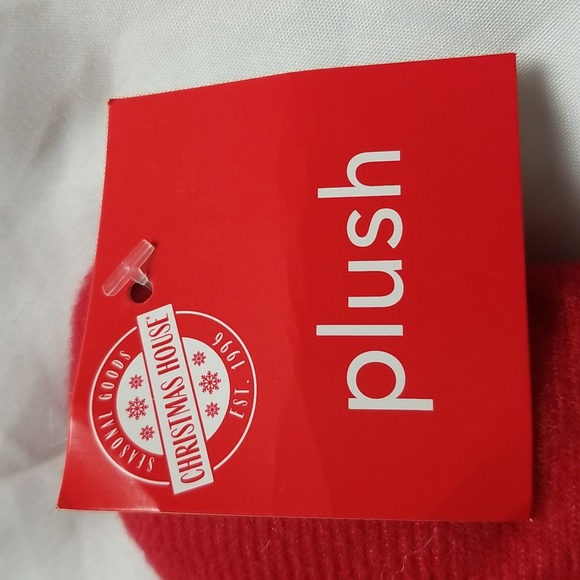 SEASONAL GOODS
CHRISTMAS HOUSE
EST. 1996
plush